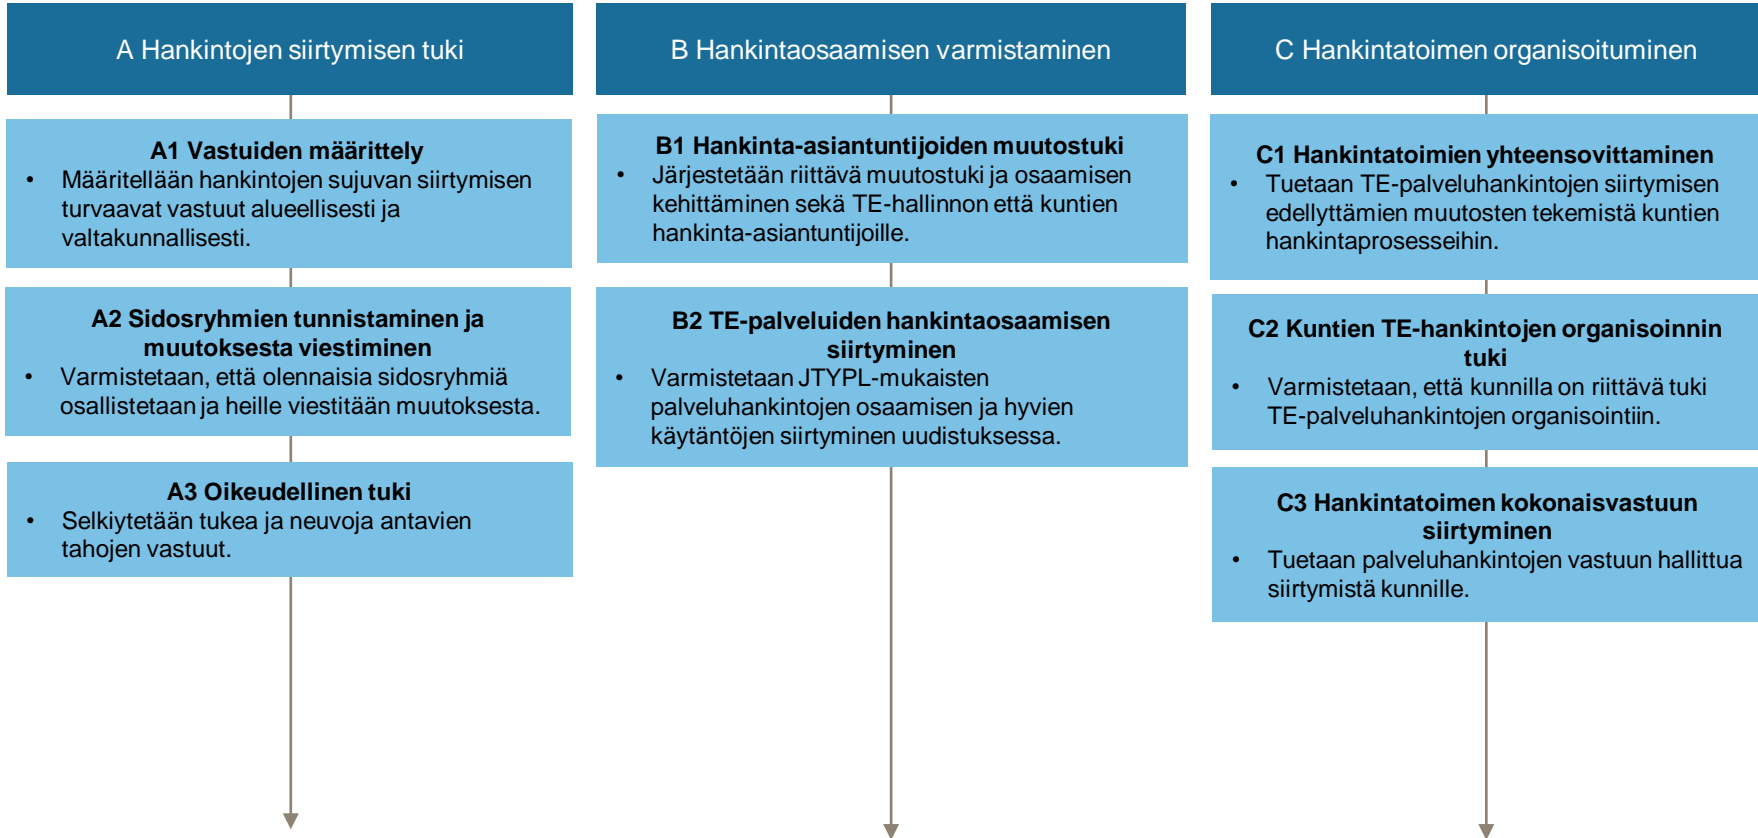 A Hankintojen siirtymisen tuki
A1 Vastuiden määrittely
• Määritellään hankintojen sujuvan siirtymisen
turvaavat vastuut alueellisesti ja
valtakunnallisesti.
A2 Sidosryhmien tunnistaminen ja
muutoksesta viestiminen
• Varmistetaan, että olennaisia sidosryhmiä
osallistetaan ja heille viestitään muutoksesta.
A3 Oikeudellinen tuki
• Selkiytetään tukea ja neuvoja antavien
tahojen vastuut.
B Hankintaosaamisen varmistaminen
B1 Hankinta-asiantuntijoiden muutostuki
• Järjestetään riittävä muutostuki ja osaamisen
kehittäminen sekä TE-hallinnon että kuntien
hankinta-asiantuntijoille.
B2 TE-palveluiden hankintaosaamisen
siirtyminen
• Varmistetaan JTYPL-mukaisten
palveluhankintojen osaamisen ja hyvien
käytäntöjen siirtyminen uudistuksessa.
C Hankintatoimen organisoituminen
C1 Hankintatoimien yhteensovittaminen
• Tuetaan TE-palveluhankintojen siirtymisen
edellyttämien muutosten tekemistä kuntien
hankintaprosesseihin.
C2 Kuntien TE-hankintojen organisoinnin
tuki
• Varmistetaan, että kunnilla on riittävä tuki
TE-palveluhankintojen organisointiin.
C3 Hankintatoimen kokonaisvastuun
siirtyminen
• Tuetaan palveluhankintojen vastuun hallittua
siirtymistä kunnille.